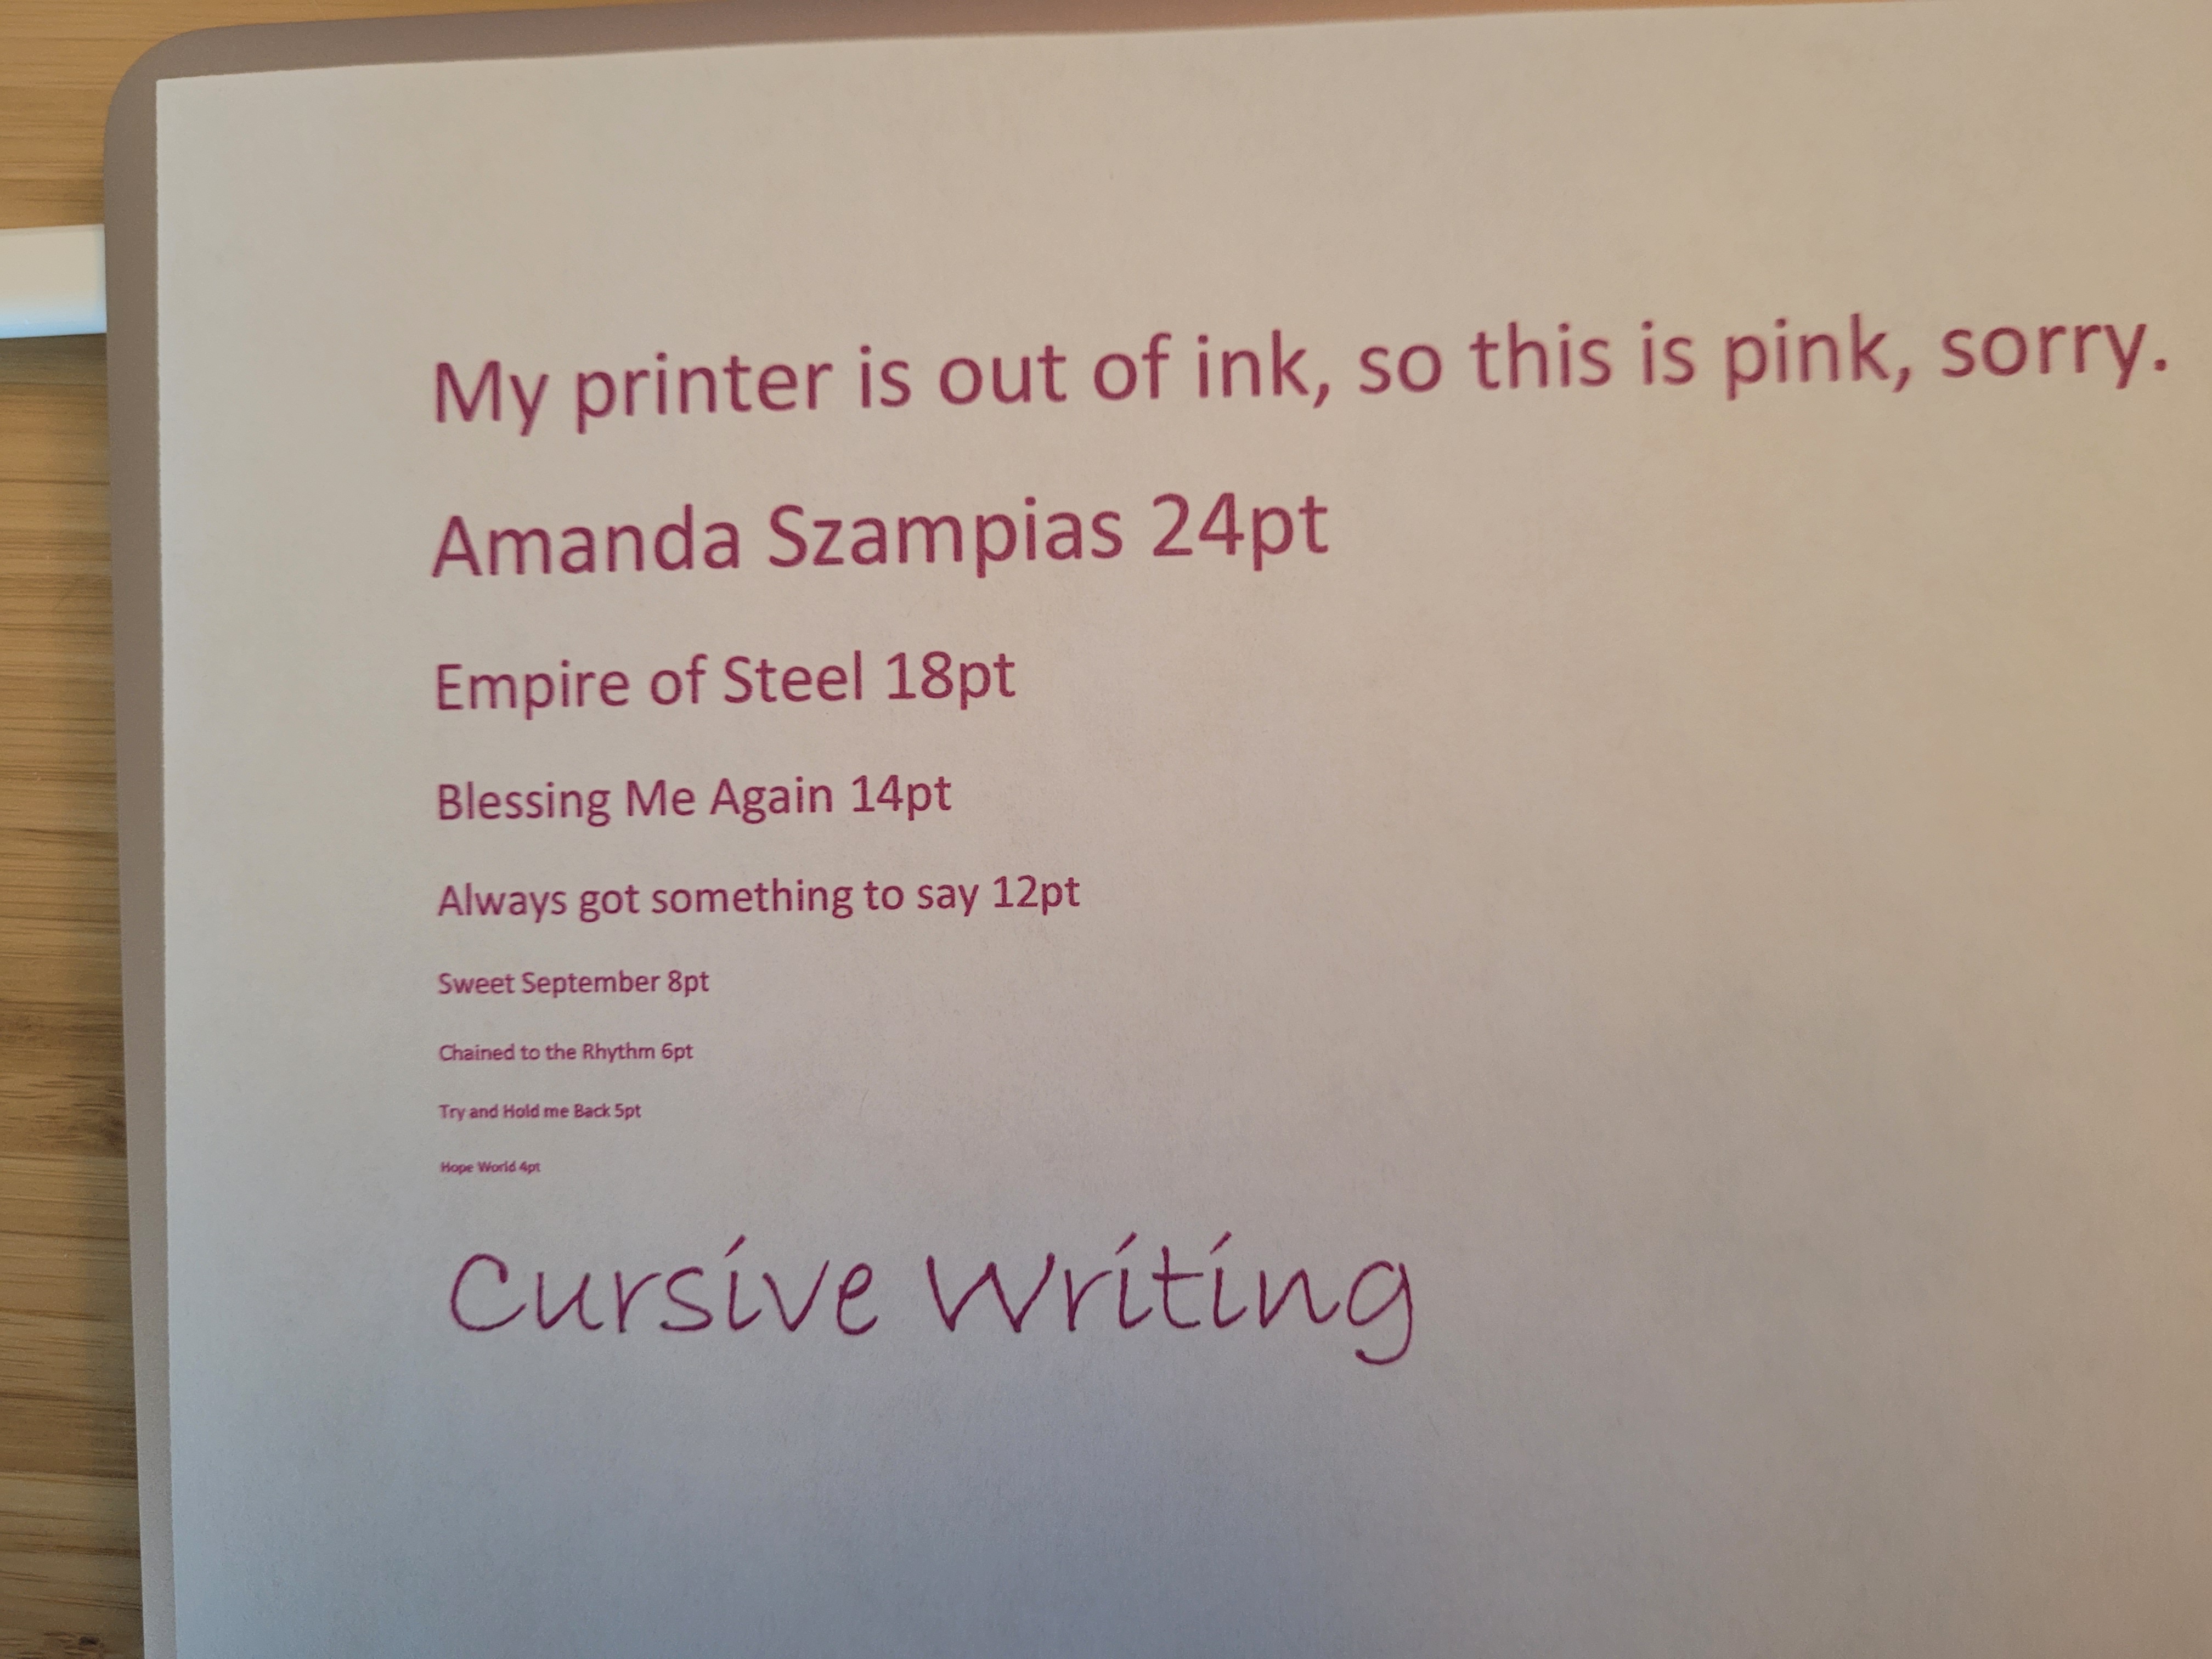 My printer is out of ink, so this is pink, sorry.
Amanda Szampias 24pt
Empire of Steel 18pt
Blessing Me Again 14pt
Always got something to say 12pt
Sweet September 8pt
Chained to the Rhythm 6pt
Try and Hold me Back 5pt
Hope World 4pt
Cursive Writing